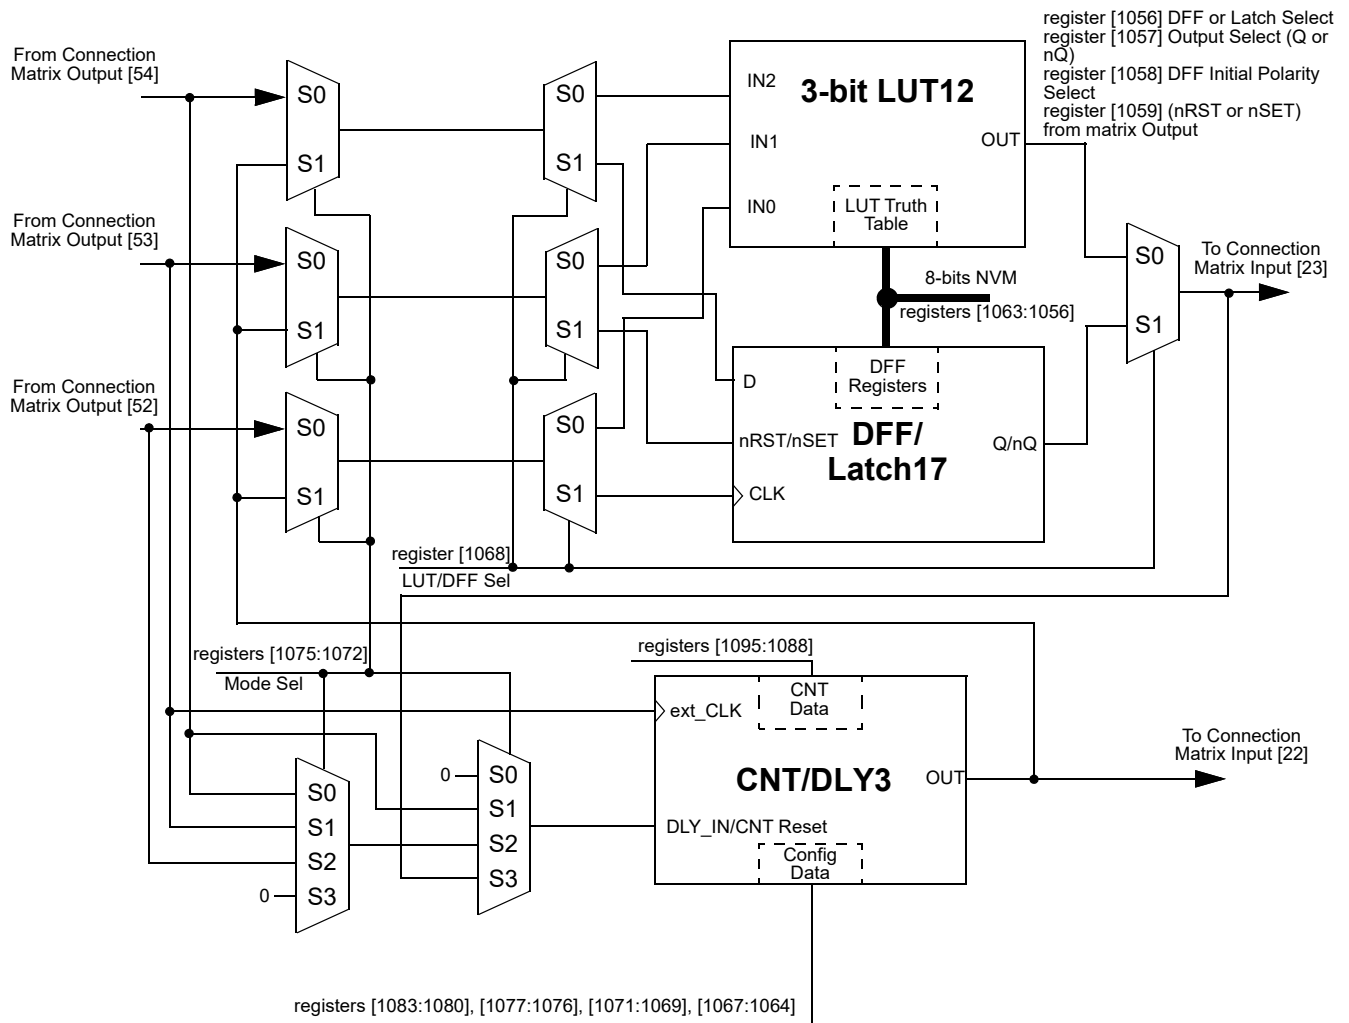 register [1056] DFF or Latch Select
register [1057] Output Select (Q or
nQ)
register [1058] DFF Initial Polarity
Select
register [1059] (nRST or nSET)
from matrix Output
From Connection
Matrix Output [54]
S0
S1
S0
S1
IN2
IN1
IN0
3-bit LUT12
OUT
LUT Truth
Table
From Connection
Matrix Output [53]
S0
S1
S0
S1
8-bits NVM
registers [1063:1056]
S0
S1
To Connection
Matrix Input [23]
From Connection
Matrix Output [52]
S0
S1
S0
S1
D
nRST/nSET
CLK
DFF
Registers
DFF/
Latch17
Q/nQ
register [1068]
LUT/DFF Sel
registers [1075:1072]
Mode Sel
registers [1095:1088]
CNT
Data
ext_CLK
CNT/DLY3
OUT
To Connection
Matrix Input [22]
DLY_IN/CNT Reset
Config
Data
0
S0
S1
S2
S3
S0
S1
S2
0
S3
registers [1083:1080], [1077:1076], [1071:1069], [1067:1064]